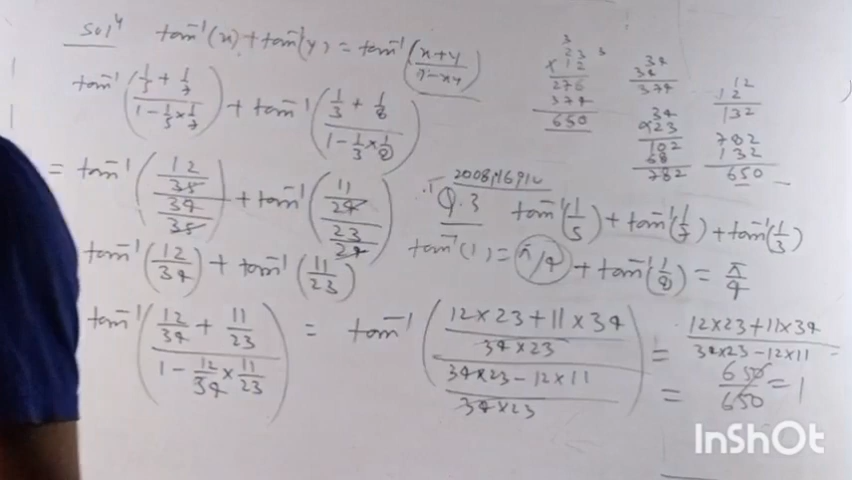 Sol⁴ tan⁻¹(x) + tan⁻¹(y) = tan⁻¹((x+y)/(1-xy))
tan⁻¹((1/5 + 1/7)/(1 - 1/5 × 1/7)) + tan⁻¹((1/3 + 1/8)/(1 - 1/3 × 1/8))
= tan⁻¹((12/35)/(34/35)) + tan⁻¹((11/24)/(23/24))
tan⁻¹(12/34) + tan⁻¹(11/23)
tan⁻¹((12/34 + 11/23)/(1 - 12/34 × 11/23)) = tan⁻¹(((12×23+11×34)/(34×23))/((34×23-12×11)/(34×23))) = (12×23+11×34)/(34×23-12×11)
= 650/650 = 1
Q.3 tan⁻¹(1/5) + tan⁻¹(1/7) + tan⁻¹(1/3)
+ tan⁻¹(1/8) = π/4
tan⁻¹(1) = π/4
3
23
×12
276
374
650
3
34
34
374
34
×23
102
68
782
12
12
132
782
132
650
InShOt